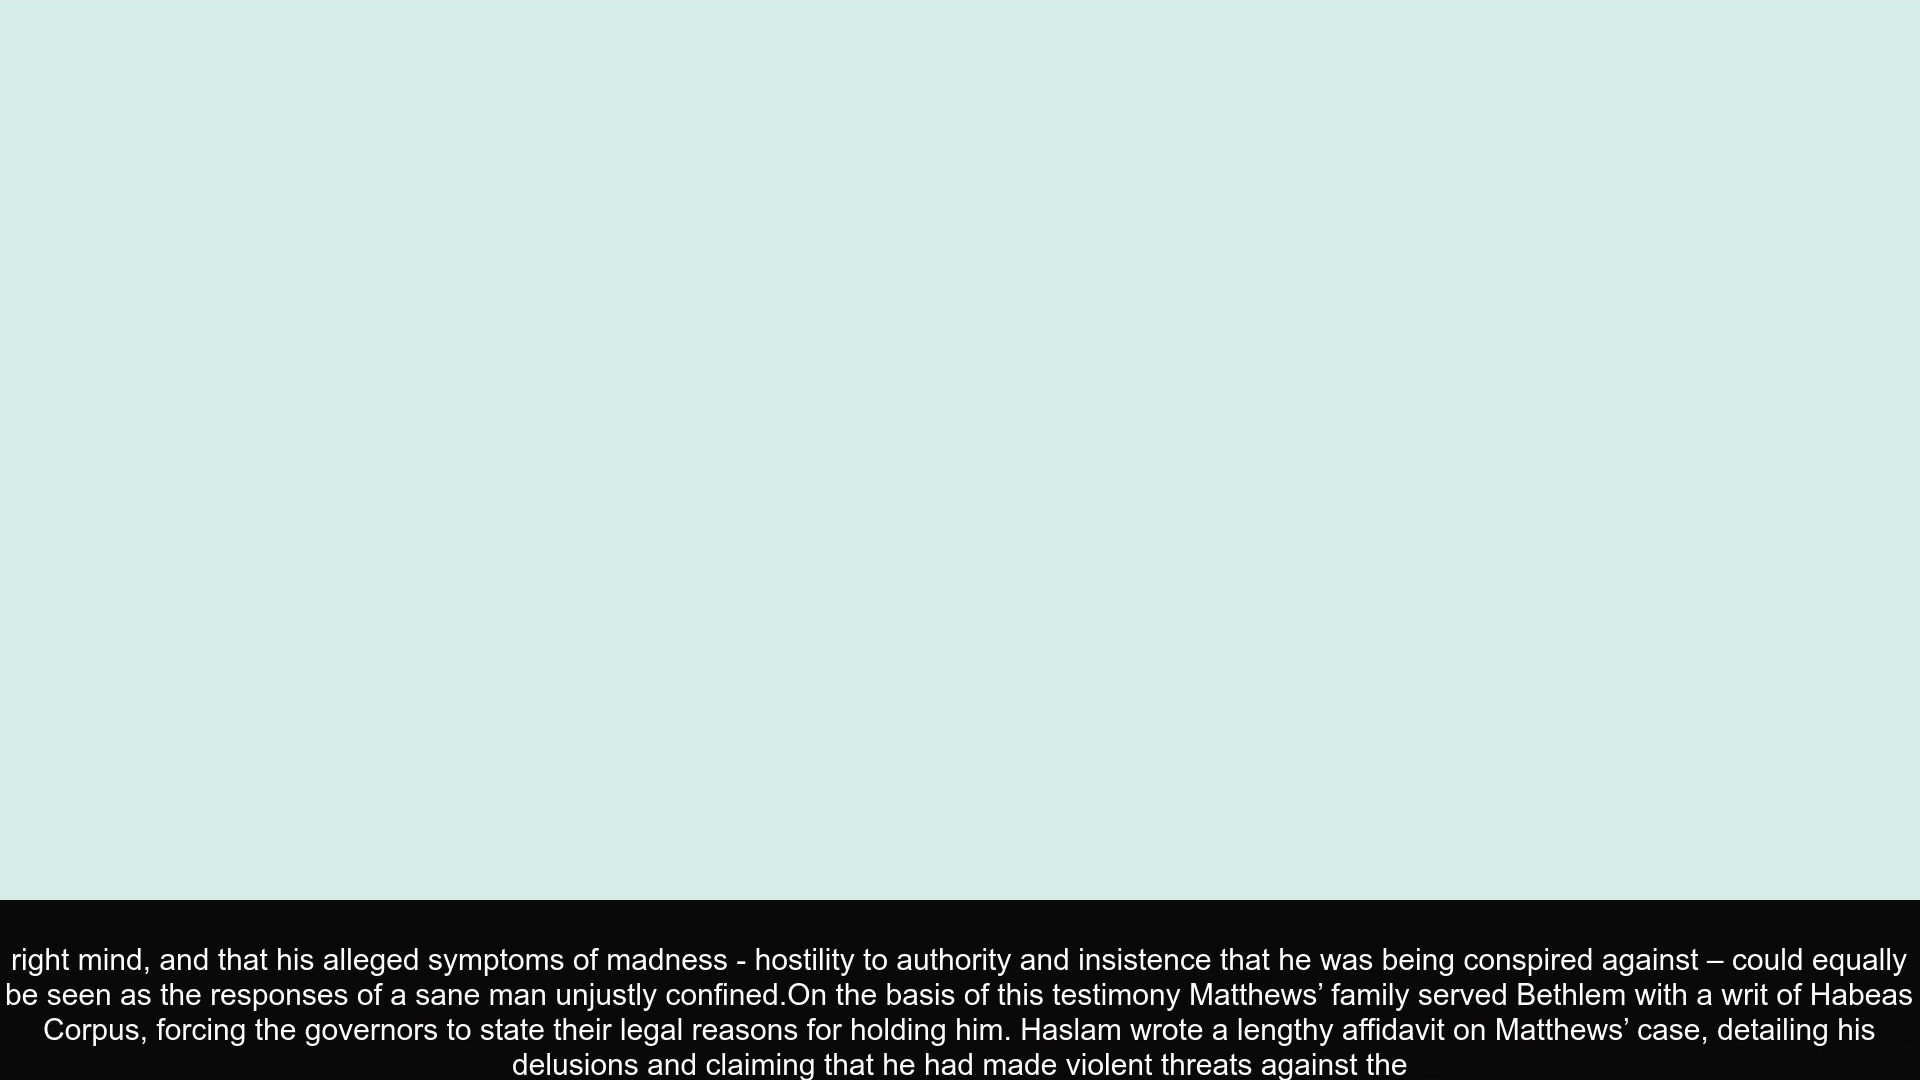 right mind, and that his alleged symptoms of madness - hostility to authority and insistence that he was being conspired against – could equally
be seen as the responses of a sane man unjustly confined.On the basis of this testimony Matthews’ family served Bethlem with a writ of Habeas
Corpus, forcing the governors to state their legal reasons for holding him. Haslam wrote a lengthy affidavit on Matthews’ case, detailing his
delusions and claiming that he had made violent threats against the